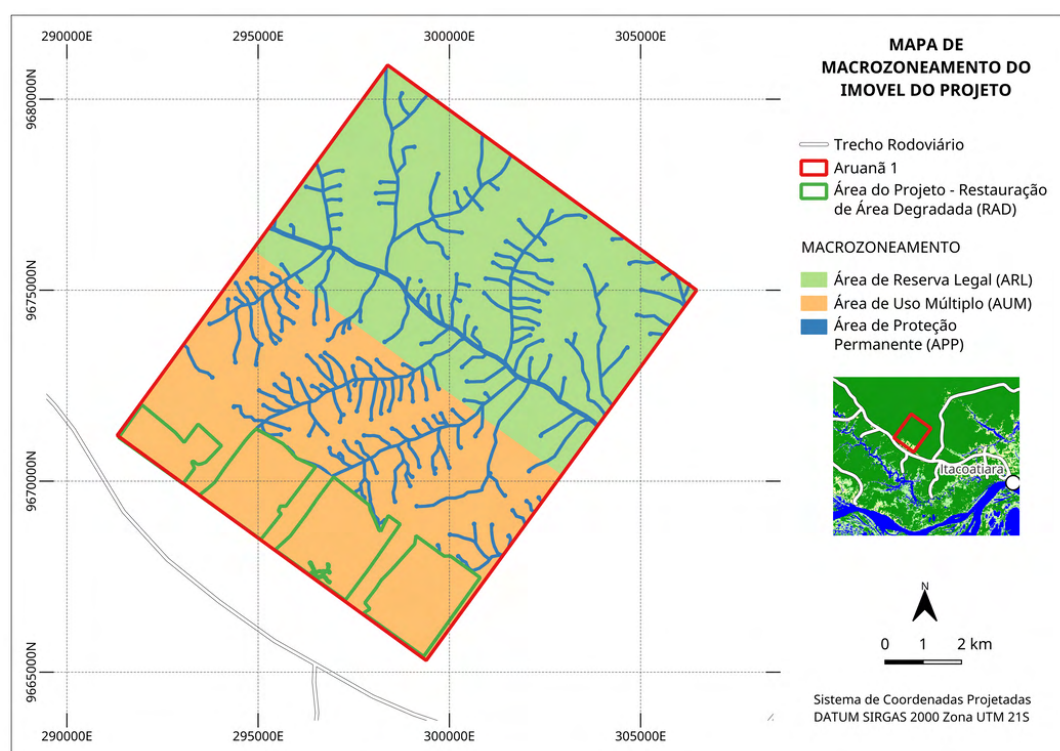 290000E
295000E
300000E
305000E
MAPA DE
MACROZONEAMENTO DO
IMOVEL DO PROJETO
9680000N
9675000N
9670000N
9665000N
Trecho Rodoviário
Aruanã 1
Área do Projeto - Restauração
de Área Degradada (RAD)
MACROZONEAMENTO
Área de Reserva Legal (ARL)
Área de Uso Múltiplo (AUM)
Área de Proteção
Permanente (APP)
Itacoatiara
N
0 1 2 km
Sistema de Coordenadas Projetadas
DATUM SIRGAS 2000 Zona UTM 21S
290000E
295000E
300000E
305000E